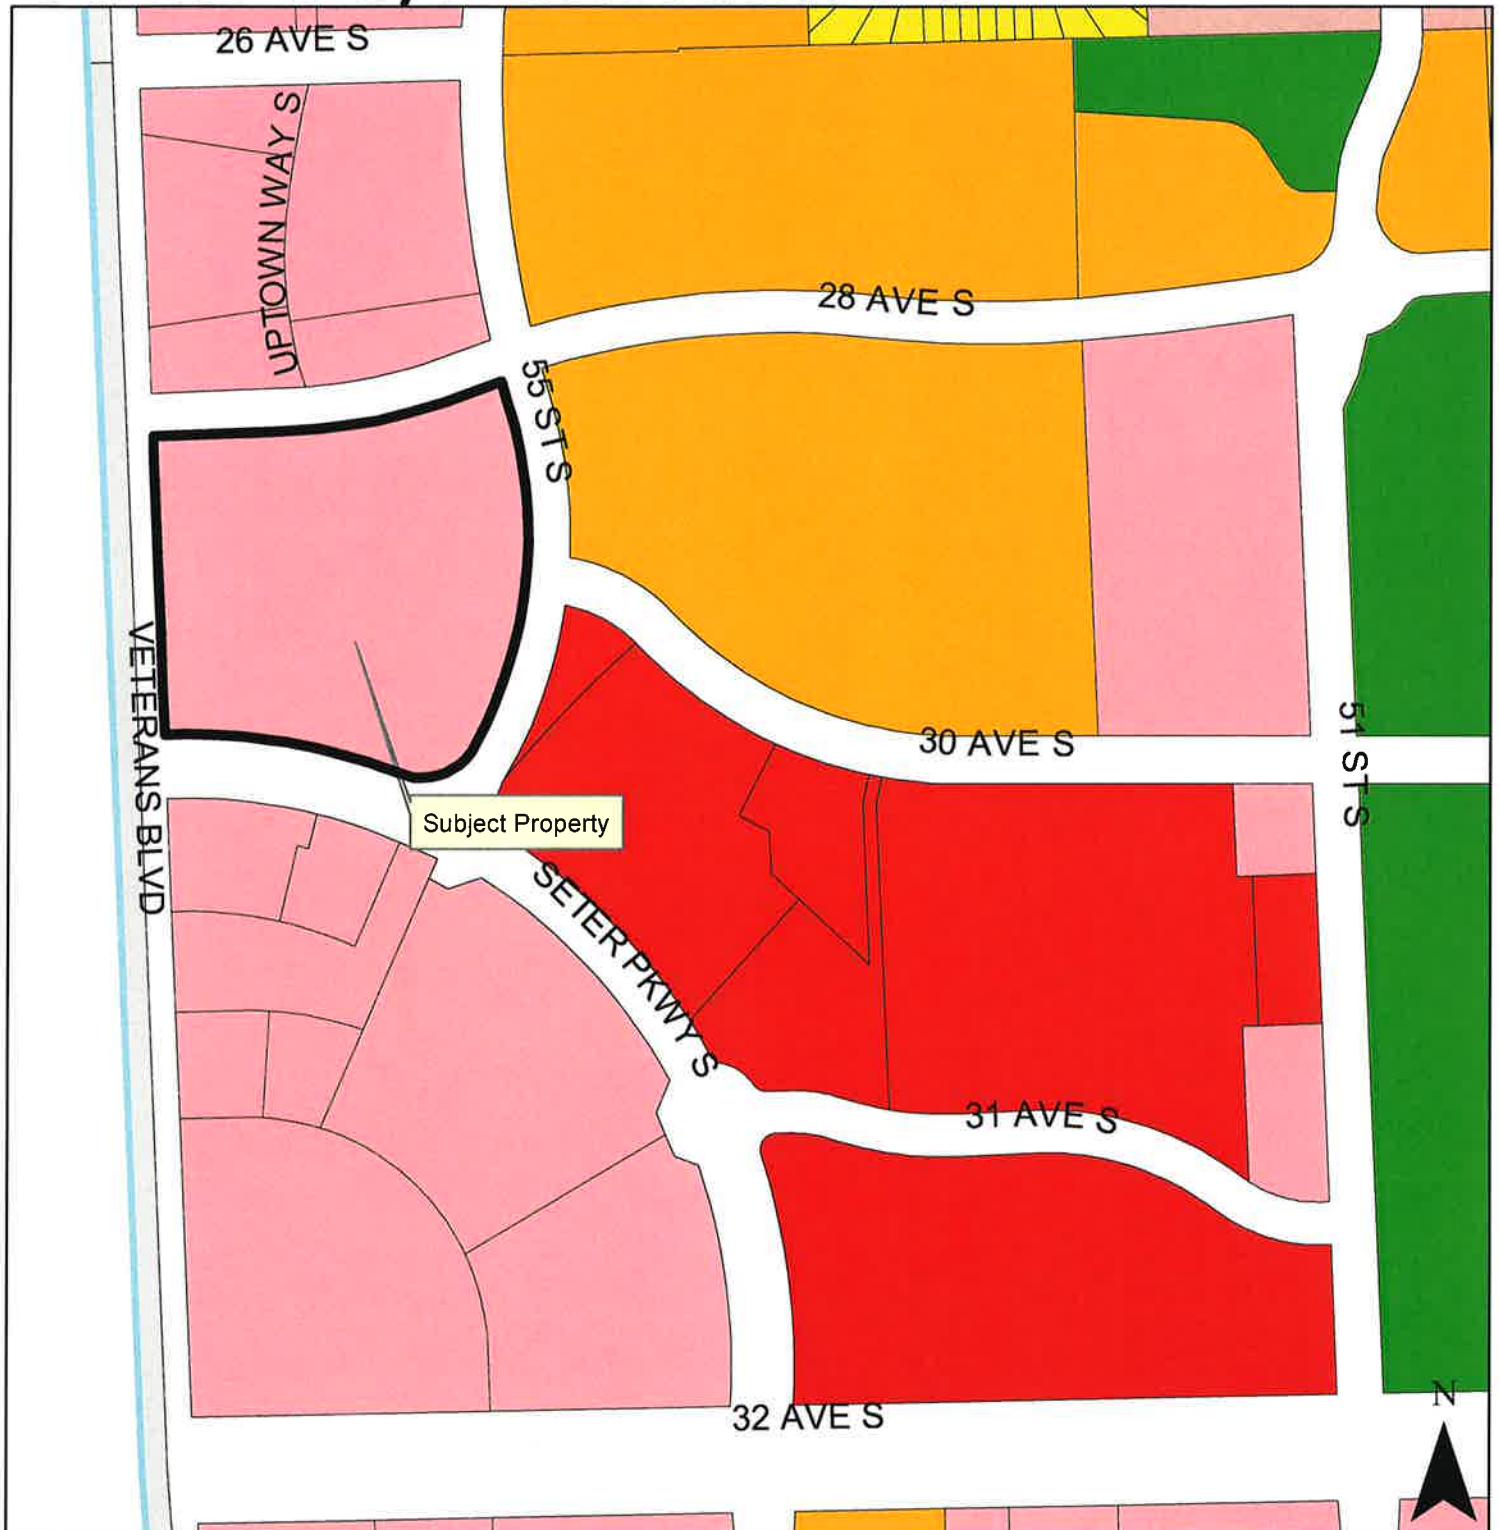 26 AVE S
UPTOWN WAY S
28 AVE S
55 ST S
VETERANS BLVD
30 AVE S
51 ST S
Subject Property
SETER PKWY S
31 AVE S
32 AVE S
N